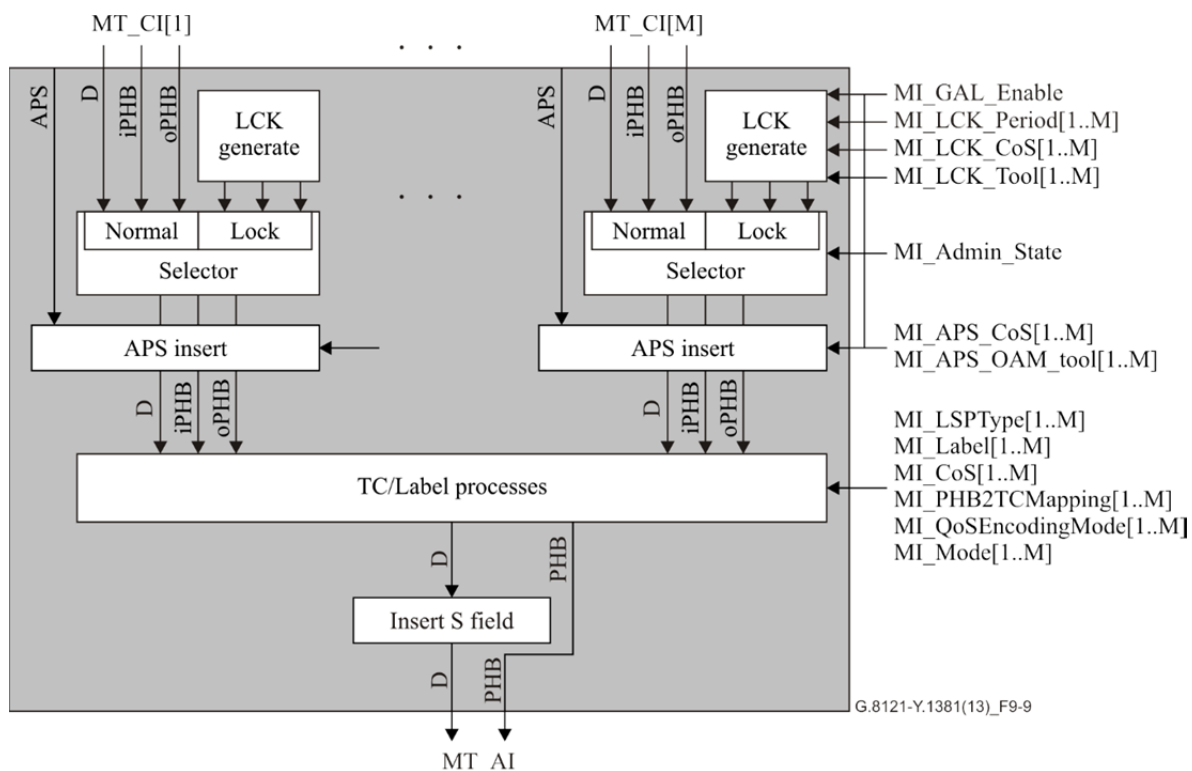 MT_CI[1]
. . .
MT_CI[M]
APS
D
iPHB
oPHB
LCK
generate
APS
D
iPHB
oPHB
LCK
generate
MI_GAL_Enable
MI_LCK_Period[1..M]
MI_LCK_CoS[1..M]
MI_LCK_Tool[1..M]
. . .
Normal
Lock
Selector
Normal
Lock
Selector
MI_Admin_State
APS insert
APS insert
MI_APS_CoS[1..M]
MI_APS_OAM_tool[1..M]
D
iPHB
oPHB
D
iPHB
oPHB
TC/Label processes
MI_LSPType[1..M]
MI_Label[1..M]
MI_CoS[1..M]
MI_PHB2TCMapping[1..M]
MI_QoSEncodingMode[1..M]
MI_Mode[1..M]
D
PHB
Insert S field
D
PHB
G.8121-Y.1381(13)_F9-9
MT_AI